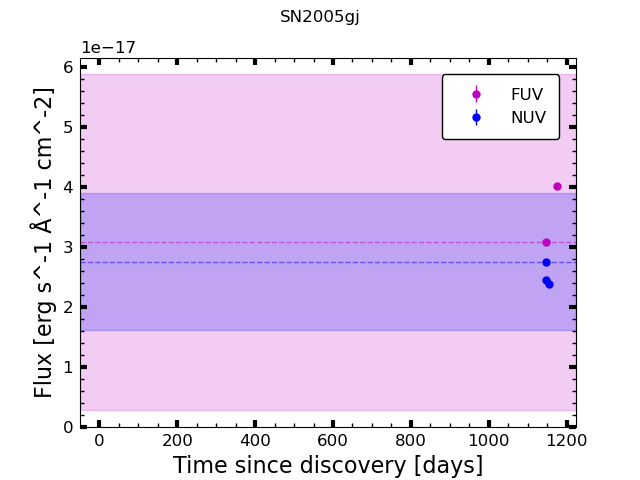 SN2005gj
1e−17
6
5
4
3
2
1
0
Flux [erg s^-1 Å^-1 cm^-2]
FUV
NUV
0 200 400 600 800 1000 1200
Time since discovery [days]